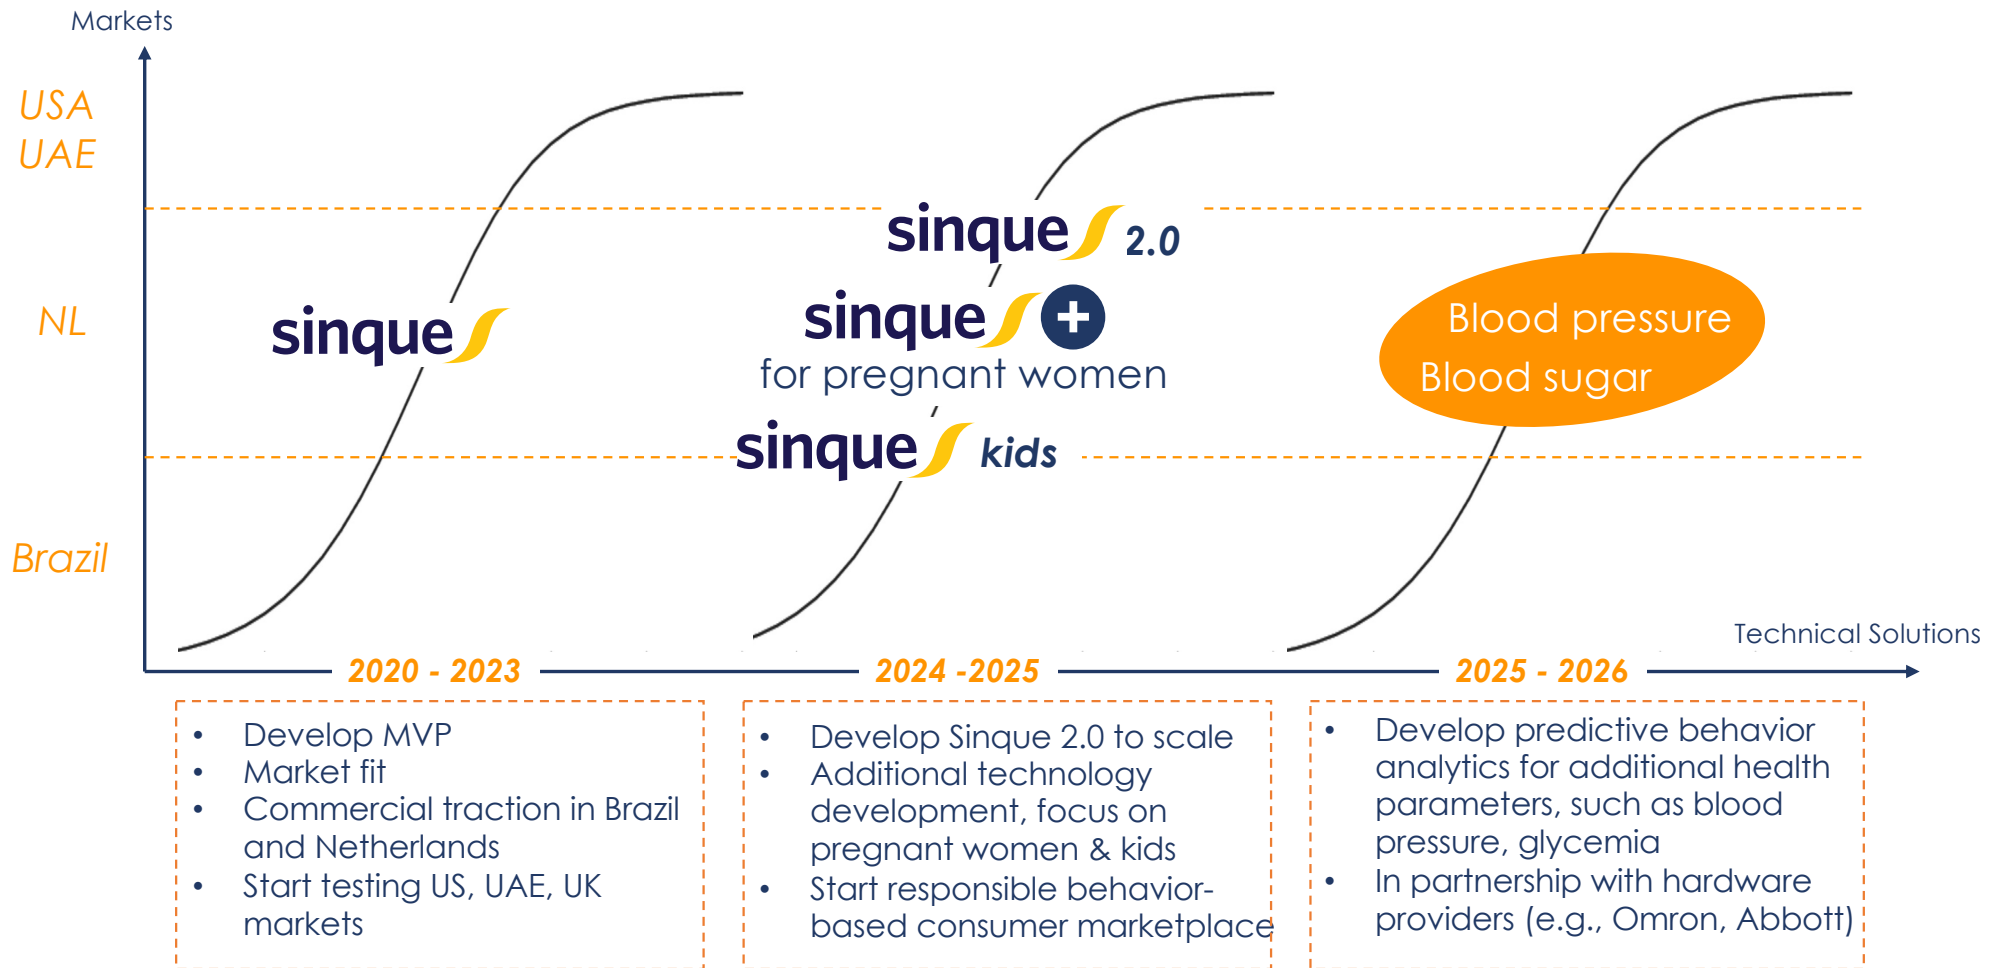 Markets
USA
UAE
NL
Brazil
sinque
sinque 2.0
sinque +
for pregnant women
sinque kids
Blood pressure
Blood sugar
Technical Solutions
2020 - 2023
2024 -2025
2025 - 2026
• Develop MVP
• Market fit
• Commercial traction in Brazil
and Netherlands
• Start testing US, UAE, UK
markets
• Develop Sinque 2.0 to scale
• Additional technology
development, focus on
pregnant women & kids
• Start responsible behavior-
based consumer marketplace
• Develop predictive behavior
analytics for additional health
parameters, such as blood
pressure, glycemia
• In partnership with hardware
providers (e.g., Omron, Abbott)